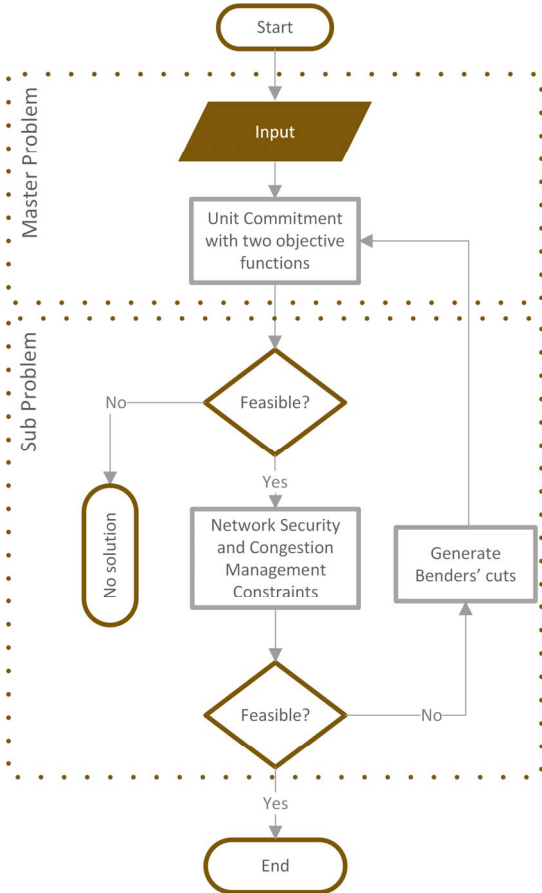 Start
Master Problem
Input
Unit Commitment
with two objective
functions
Sub Problem
Feasible?
No
Yes
No solution
Network Security
and Congestion
Management
Constraints
Generate
Benders’ cuts
Feasible?
No
Yes
End